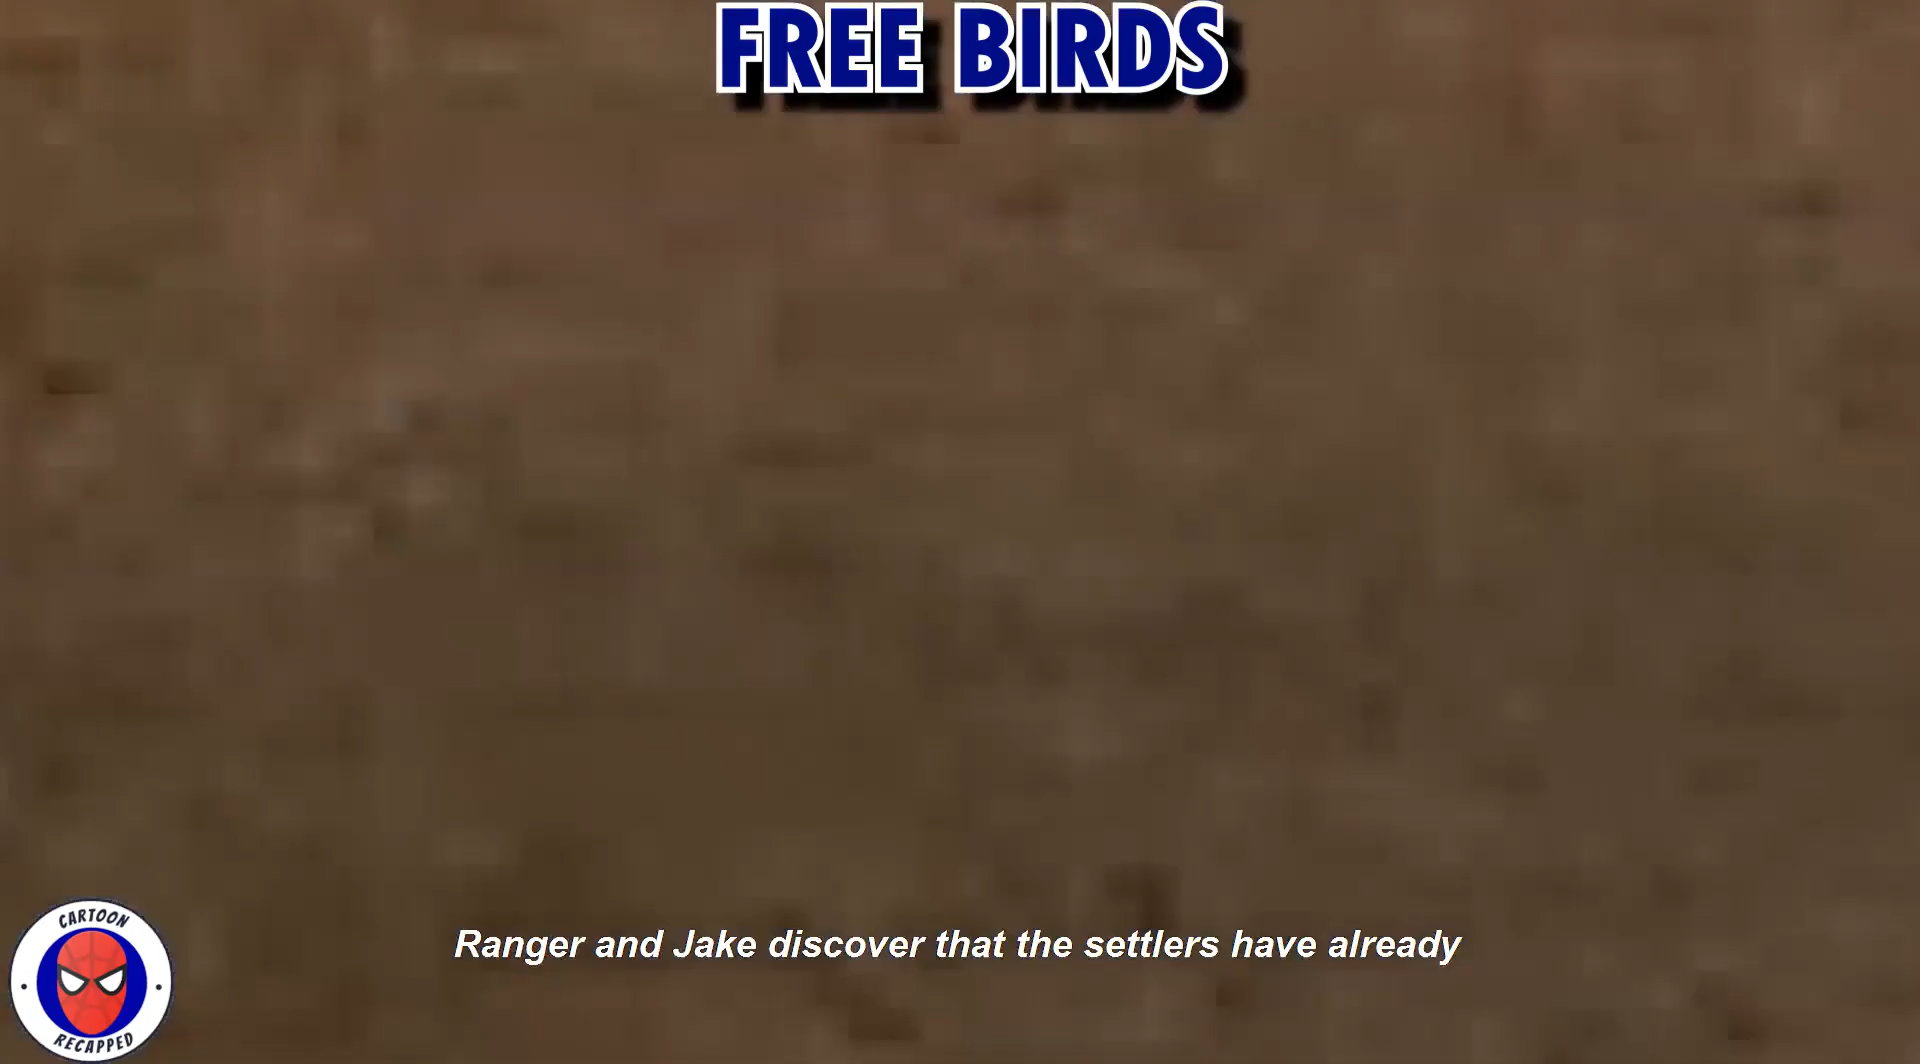 FREE BIRDS
Ranger and Jake discover that the settlers have already
CARTOON
RECAPPED